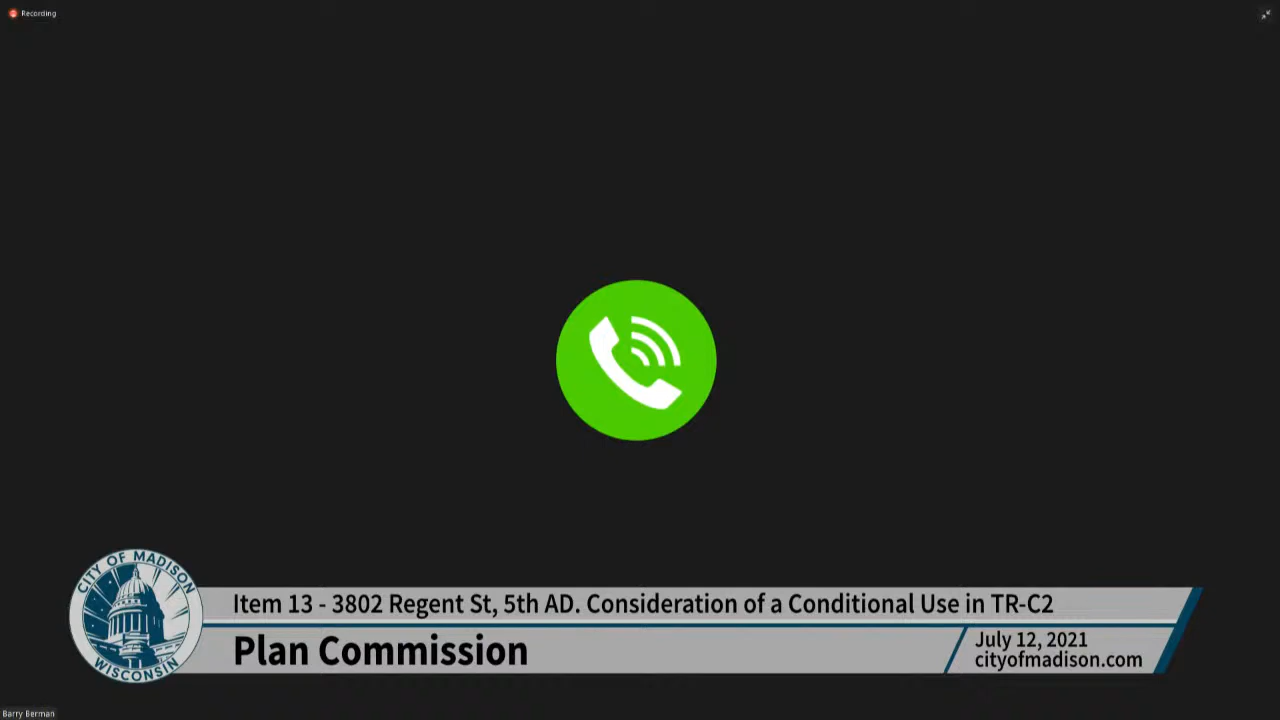 Recording
Item 13 - 3802 Regent St, 5th AD. Consideration of a Conditional Use in TR-C2
Plan Commission
July 12, 2021
cityofmadison.com
CITY OF MADISON
WISCONSIN
Barry Berman